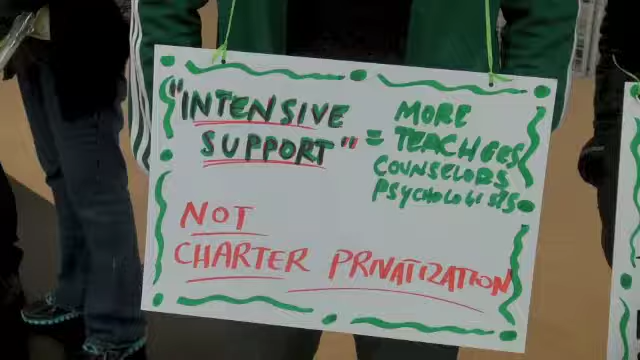 "INTENSIVE
SUPPORT" =
MORE
TEACHERS
COUNSELORS
PSYCHOLOGISTS
NOT
CHARTER PRIVATIZATION